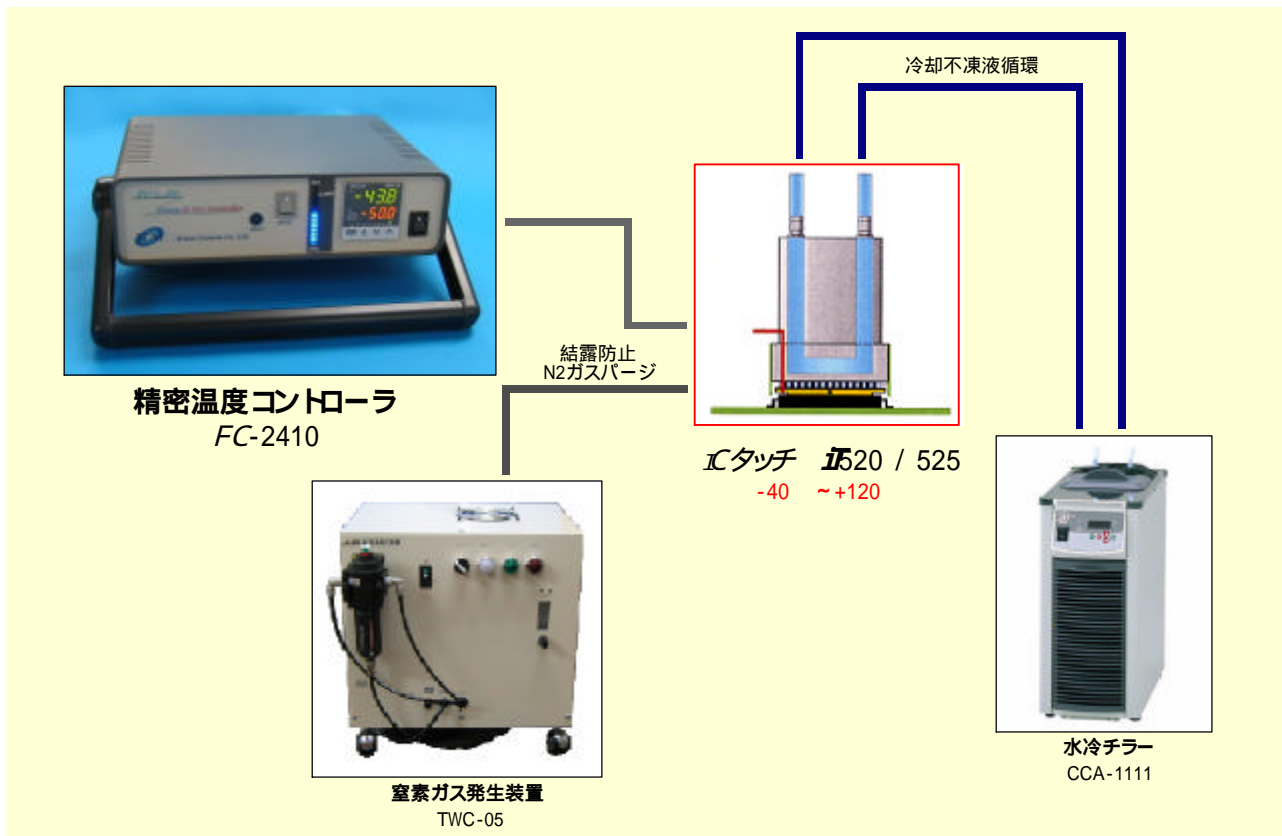 冷却不凍液循環
-43.8
-50.0
精密温度コントローラ
FC-2410
結露防止
N2ガスパージ
ICタッチ IT520 / 525
-40 ~+120
窒素ガス発生装置
TWC-05
水冷チラー
CCA-1111